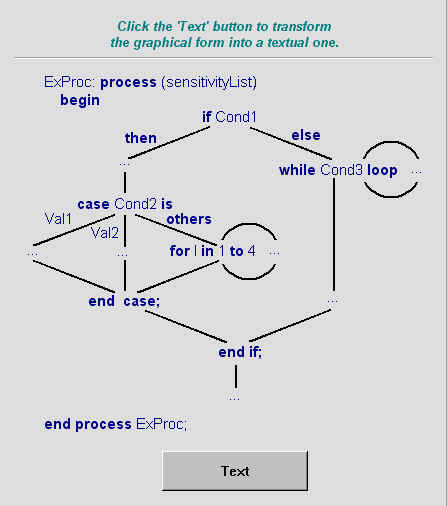 Click the 'Text' button to transform
the graphical form into a textual one.
ExProc: process (sensitivityList)
begin
if Cond1
then
else
...
while Cond3 loop ...
case Cond2 is
Val1
Val2
others
... ... for I in 1 to 4 ...
end case;
...
end if;
...
end process ExProc;
Text